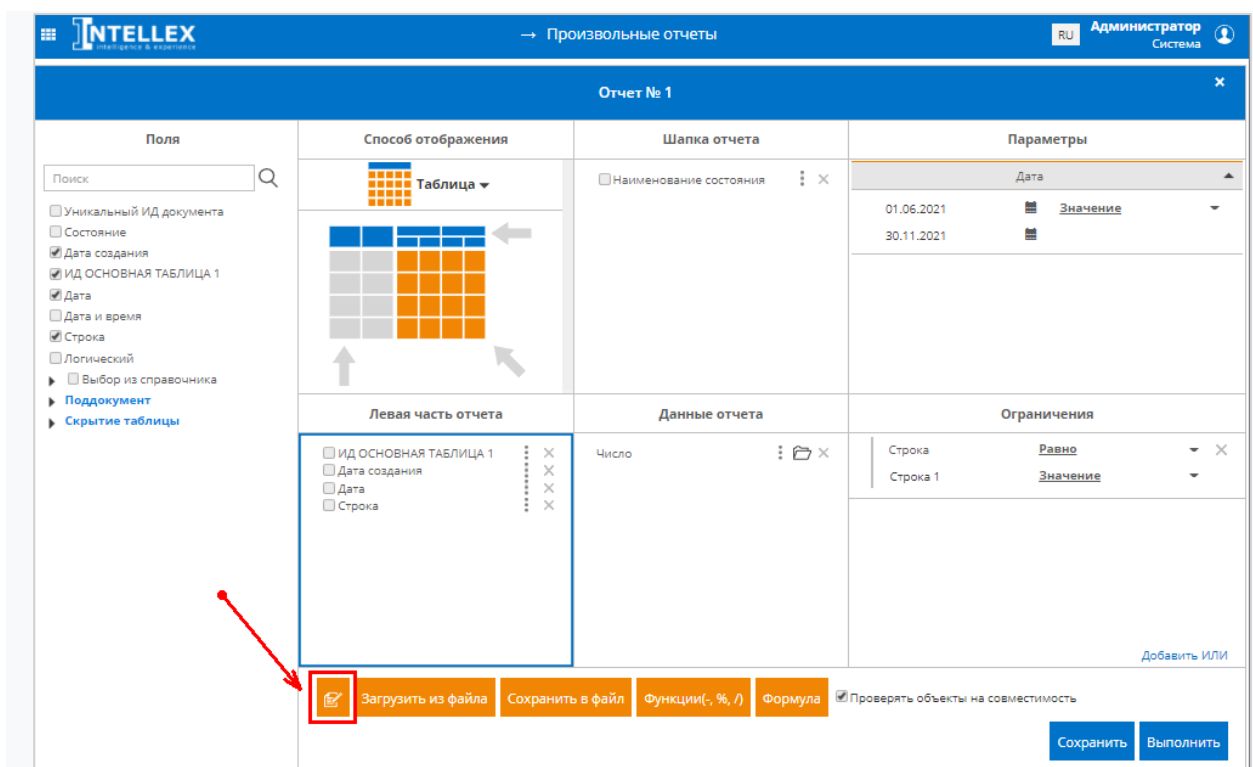 INTELLEX
intelligence & experience
→ Произвольные отчеты
RU
Администратор
Система
Отчет № 1
×
Поля
Способ отображения
Шапка отчета
Параметры
Поиск
Таблица
Наименование состояния
Дата
Уникальный ИД документа
Состояние
Дата создания
ИД ОСНОВНАЯ ТАБЛИЦА 1
Дата
Дата и время
Строка
Логический
Выбор из справочника
Поддокумент
Скрытие таблицы
01.06.2021
Значение
30.11.2021
Левая часть отчета
Данные отчета
Ограничения
ИД ОСНОВНАЯ ТАБЛИЦА 1
Дата создания
Дата
Строка
Число
Строка
Равно
Строка 1
Значение
Добавить ИЛИ
Загрузить из файла
Сохранить в файл
Функции(-, %, /)
Формула
Проверять объекты на совместимость
Сохранить
Выполнить